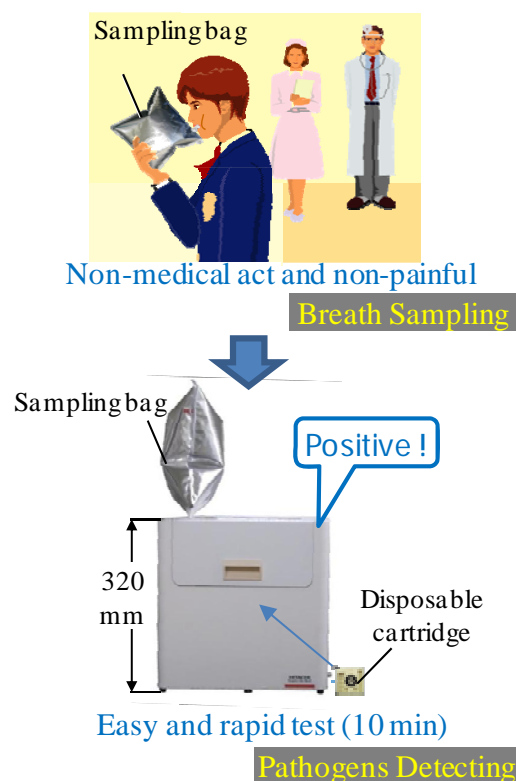 Sampling bag
Non-medical act and non-painful
Breath Sampling
Sampling bag
Positive !
320
mm
Disposable
cartridge
Easy and rapid test (10 min)
Pathogens Detecting